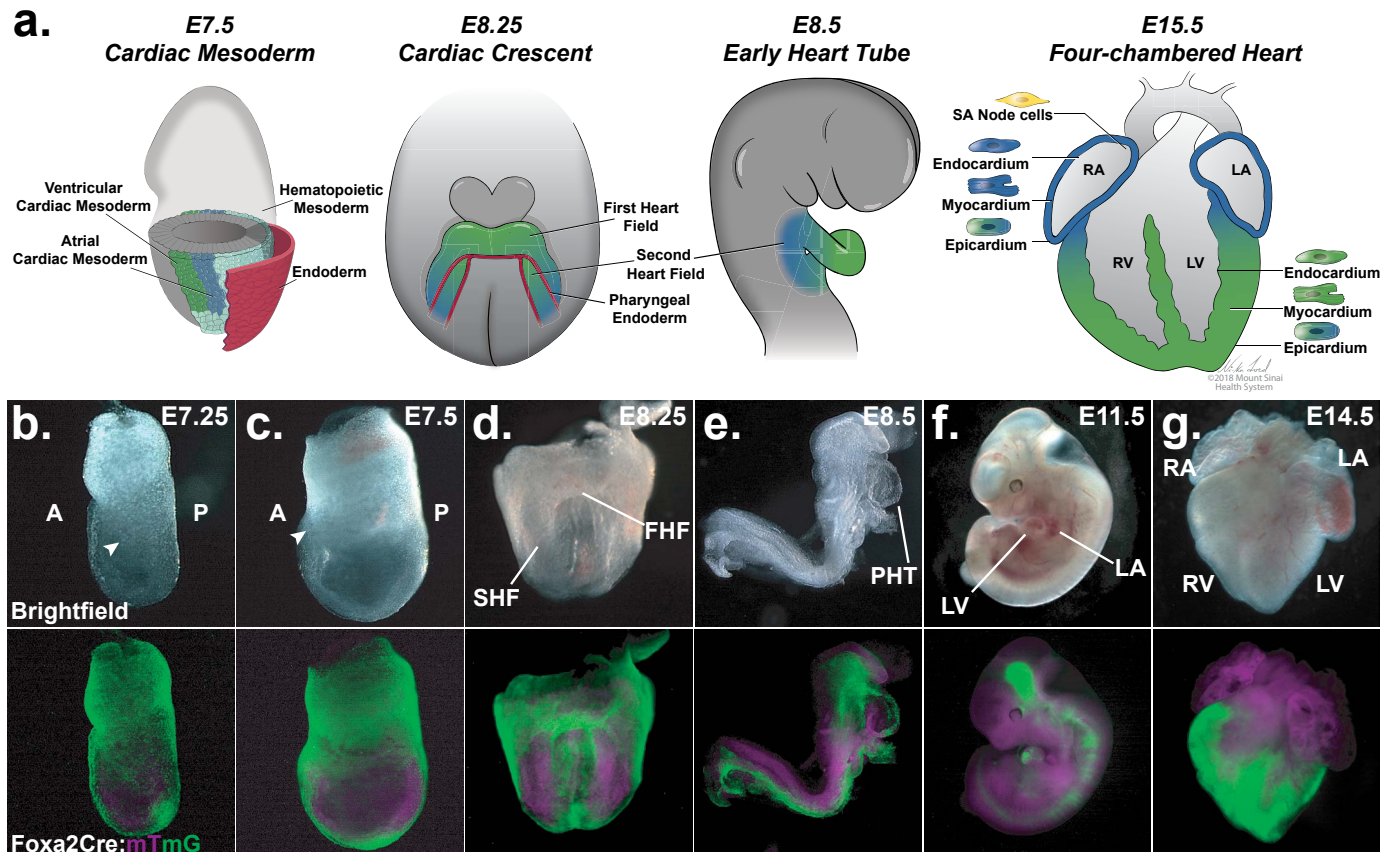 a.
E7.5
Cardiac Mesoderm
E8.25
Cardiac Crescent
E8.5
Early Heart Tube
E15.5
Four-chambered Heart
Ventricular
Cardiac Mesoderm
Atrial
Cardiac Mesoderm
Hematopoietic
Mesoderm
Endoderm
First Heart
Field
Second
Heart Field
Pharyngeal
Endoderm
SA Node cells
Endocardium
Myocardium
Epicardium
RA
LA
RV
LV
Endocardium
Myocardium
Epicardium
©2018 Mount Sinai
Health System
b.
E7.25
A
P
Brightfield
c.
E7.5
A
P
d.
E8.25
FHF
SHF
e.
E8.5
PHT
f.
E11.5
LV
LA
g.
E14.5
RA
LA
RV
LV
Foxa2Cre:mTmG